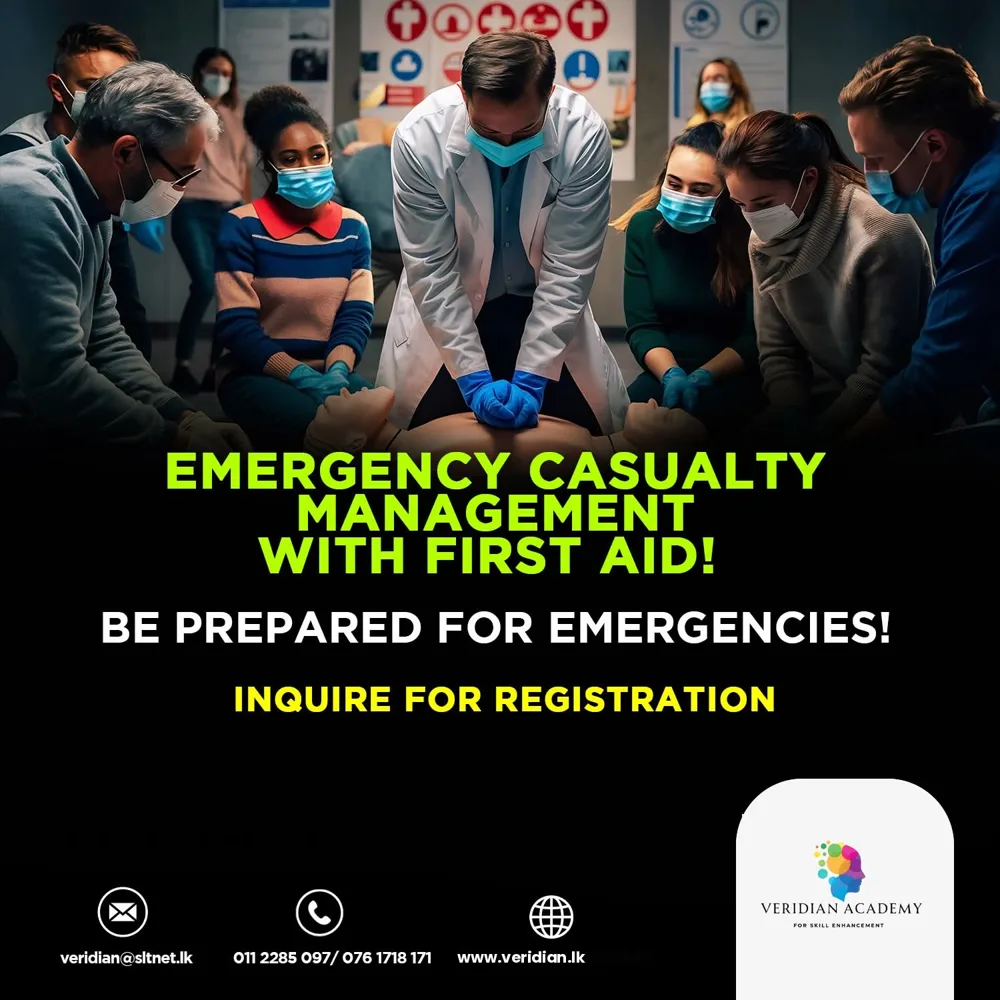 EMERGENCY CASUALTY
MANAGEMENT
WITH FIRST AID!
BE PREPARED FOR EMERGENCIES!
INQUIRE FOR REGISTRATION
veridian@sltnet.lk
011 2285 097/ 076 1718 171
www.veridian.lk
VERIDIAN ACADEMY
FOR SKILL ENHANCEMENT